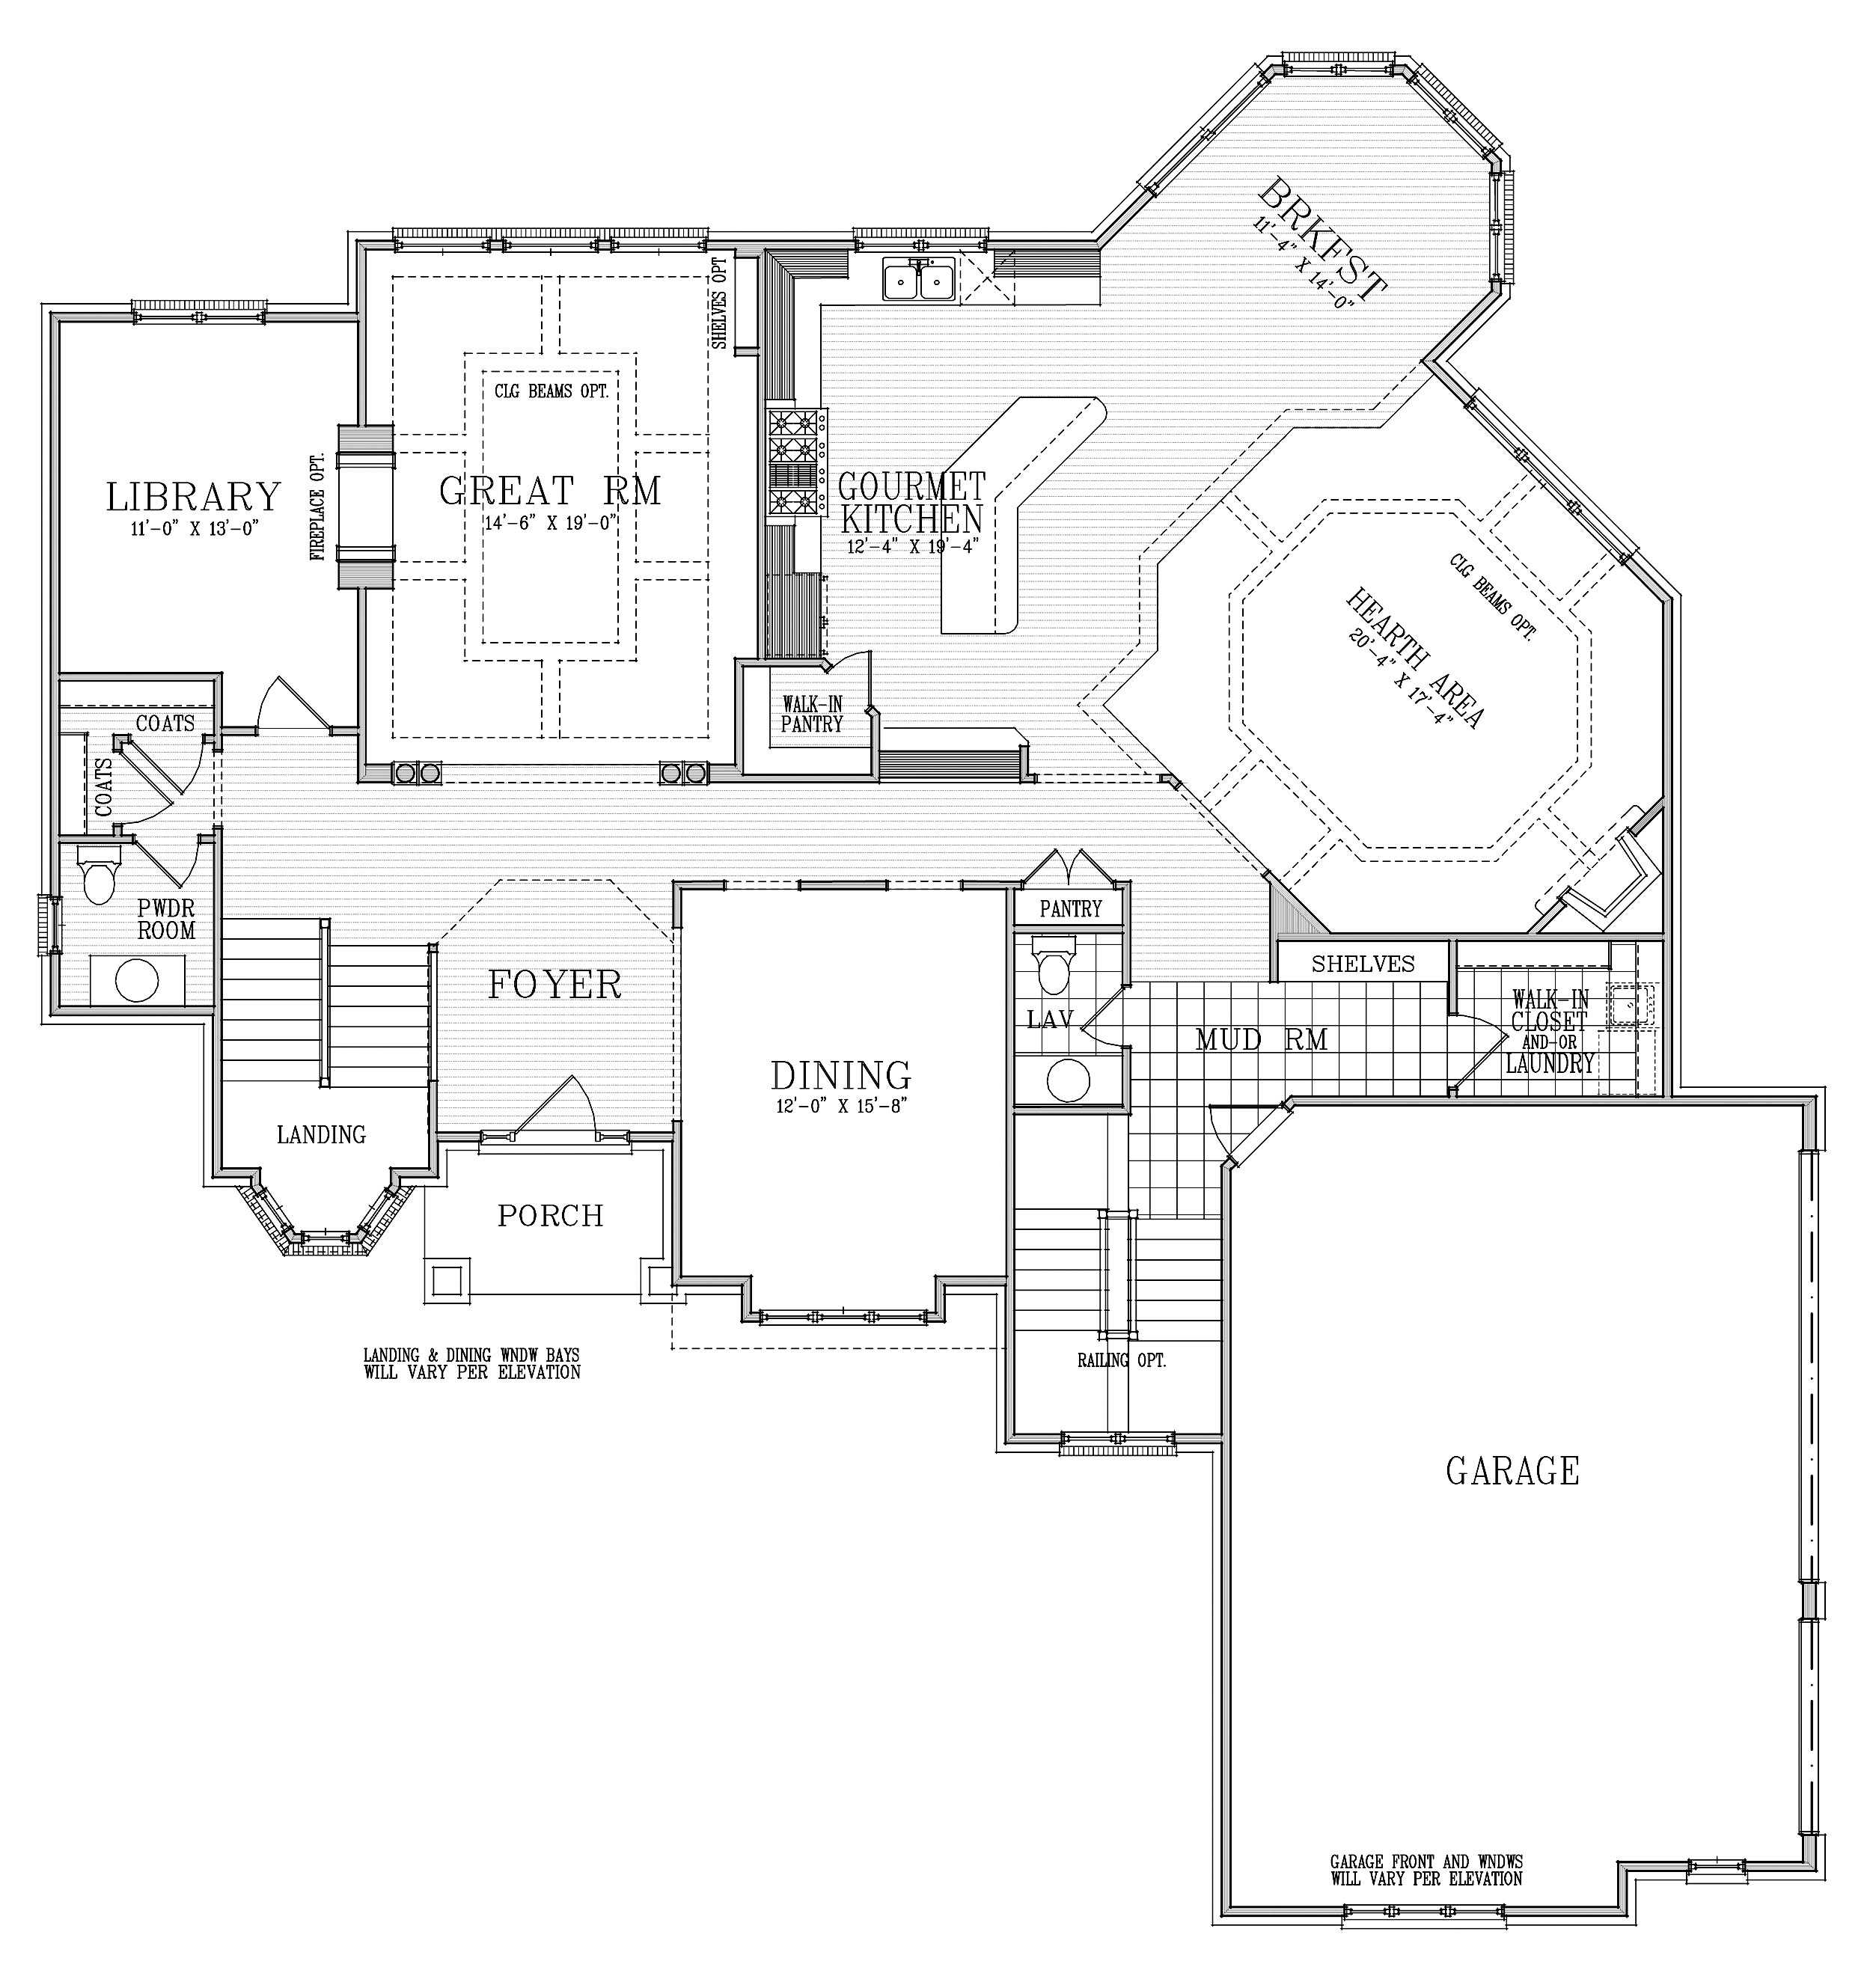 BRKFST
11'-4" X 14'-0"
SHELVES OPT
CLG BEAMS OPT.
LIBRARY
11'-0" X 13'-0"
FIREPLACE OPT.
GREAT RM
14'-6" X 19'-0"
GOURMET
KITCHEN
12'-4" X 19'-4"
CLG BEAMS OPT.
HEARTH AREA
20'-4" X 17'-4"
WALK-IN
PANTRY
COATS
COATS
PWDR
ROOM
PANTRY
FOYER
SHELVES
LAV
MUD RM
WALK-IN
CLOSET
AND-OR
LAUNDRY
DINING
12'-0" X 15'-8"
LANDING
PORCH
LANDING & DINING WNDW BAYS
WILL VARY PER ELEVATION
RAILING OPT.
GARAGE
GARAGE FRONT AND WNDWS
WILL VARY PER ELEVATION